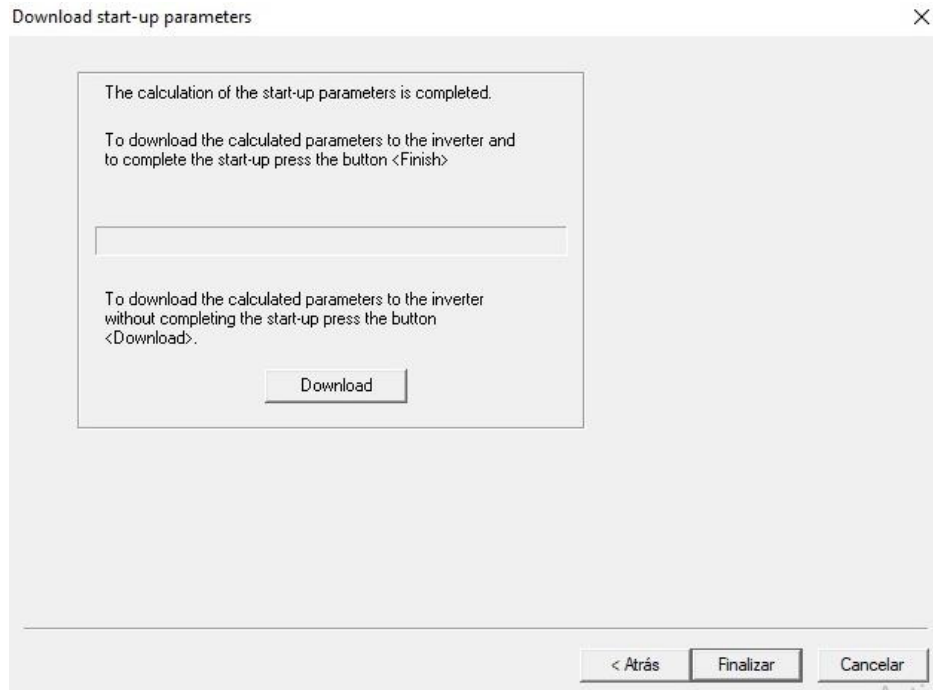 Download start-up parameters
The calculation of the start-up parameters is completed.
To download the calculated parameters to the inverter and
to complete the start-up press the button <Finish>
To download the calculated parameters to the inverter
without completing the start-up press the button
<Download>.
Download
< Atrás
Finalizar
Cancelar